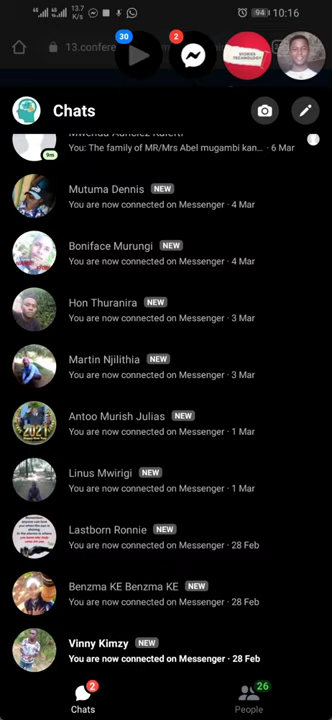 4G 4G 13.7 K/s 94 10:16
13.confere
30 2
SHOKIES TECHNOLOGY
Chats
9m
You: The family of MR/Mrs Abel mugambi kan... · 6 Mar
Mutuma Dennis NEW
You are now connected on Messenger · 4 Mar
Boniface Murungi NEW
You are now connected on Messenger · 4 Mar
Hon Thuranira NEW
You are now connected on Messenger · 3 Mar
Martin Njilithia NEW
You are now connected on Messenger · 3 Mar
Antoo Murish Julias NEW
You are now connected on Messenger · 1 Mar
2021
Linus Mwirigi NEW
You are now connected on Messenger · 1 Mar
Lastborn Ronnie NEW
You are now connected on Messenger · 28 Feb
Benzma KE Benzma KE NEW
You are now connected on Messenger · 28 Feb
Vinny Kimzy NEW
You are now connected on Messenger · 28 Feb
2 26
Chats People